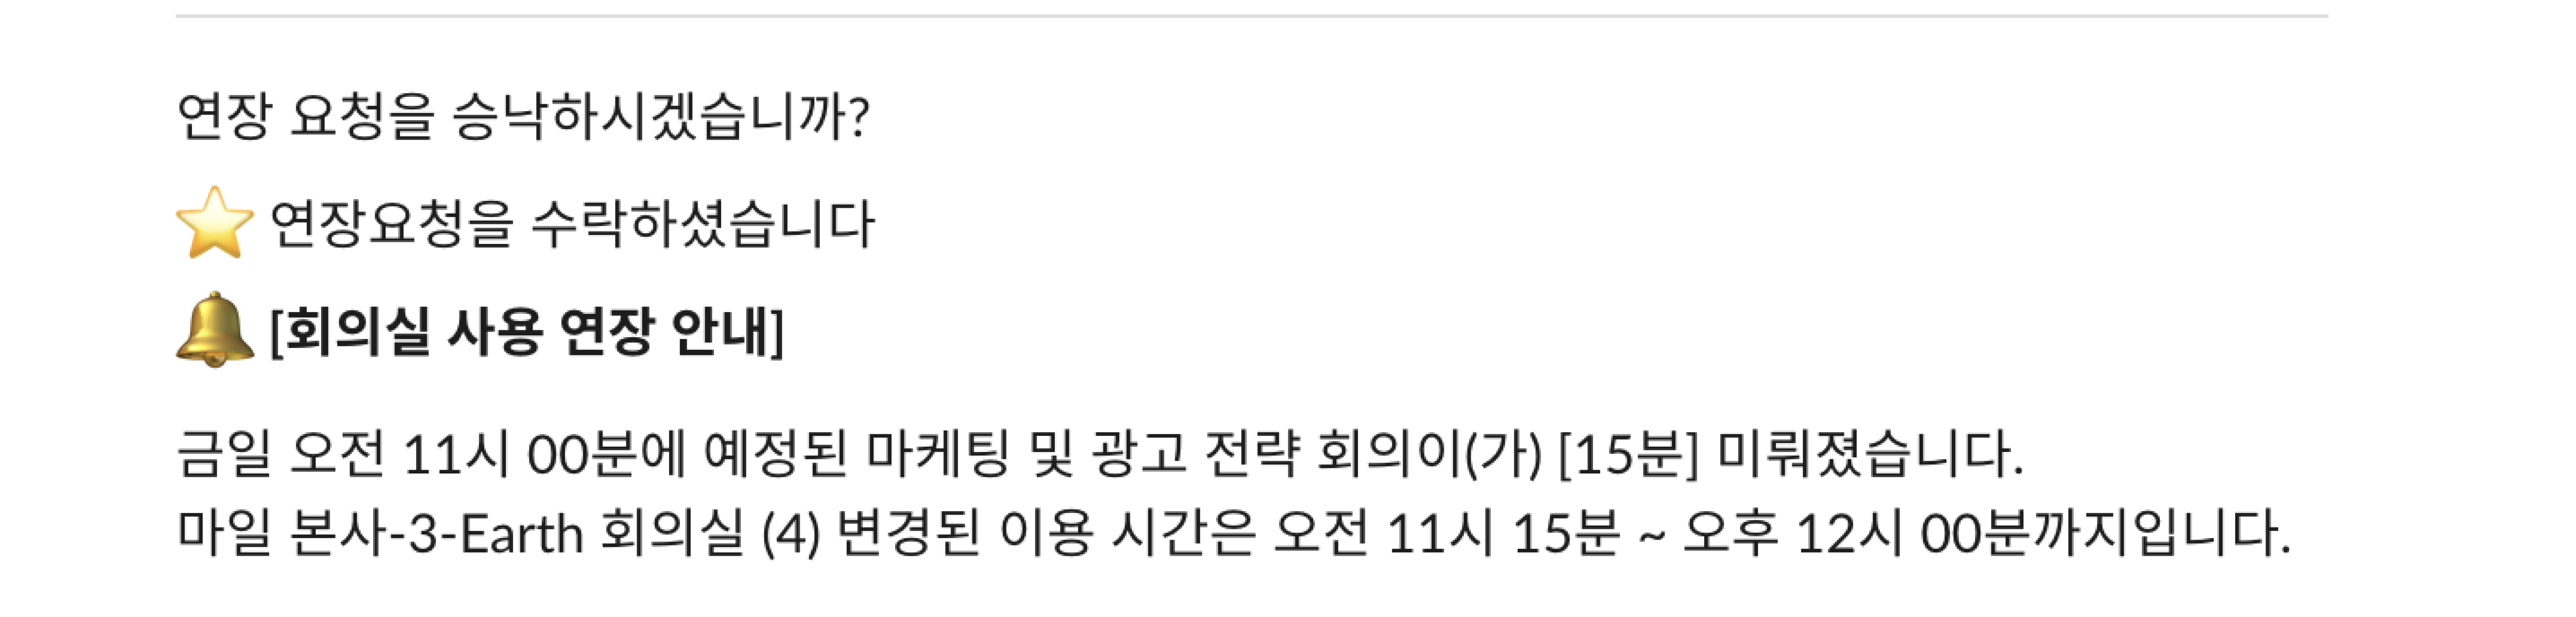 연장 요청을 승낙하시겠습니까?
⭐ 연장요청을 수락하셨습니다
🔔 [회의실 사용 연장 안내]
금일 오전 11시 00분에 예정된 마케팅 및 광고 전략 회의이(가) [15분] 미뤄졌습니다.
마일 본사-3-Earth 회의실 (4) 변경된 이용 시간은 오전 11시 15분 ~ 오후 12시 00분까지입니다.